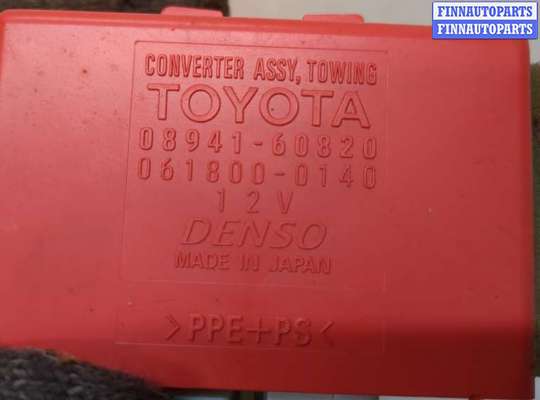 FINNAUTOPARTS
FINNAUTOPARTS
CONVERTER ASSY, TOWING
TOYOTA
08941-60820
061800-0140
12V
DENSO
MADE IN JAPAN
>PPE+PS<